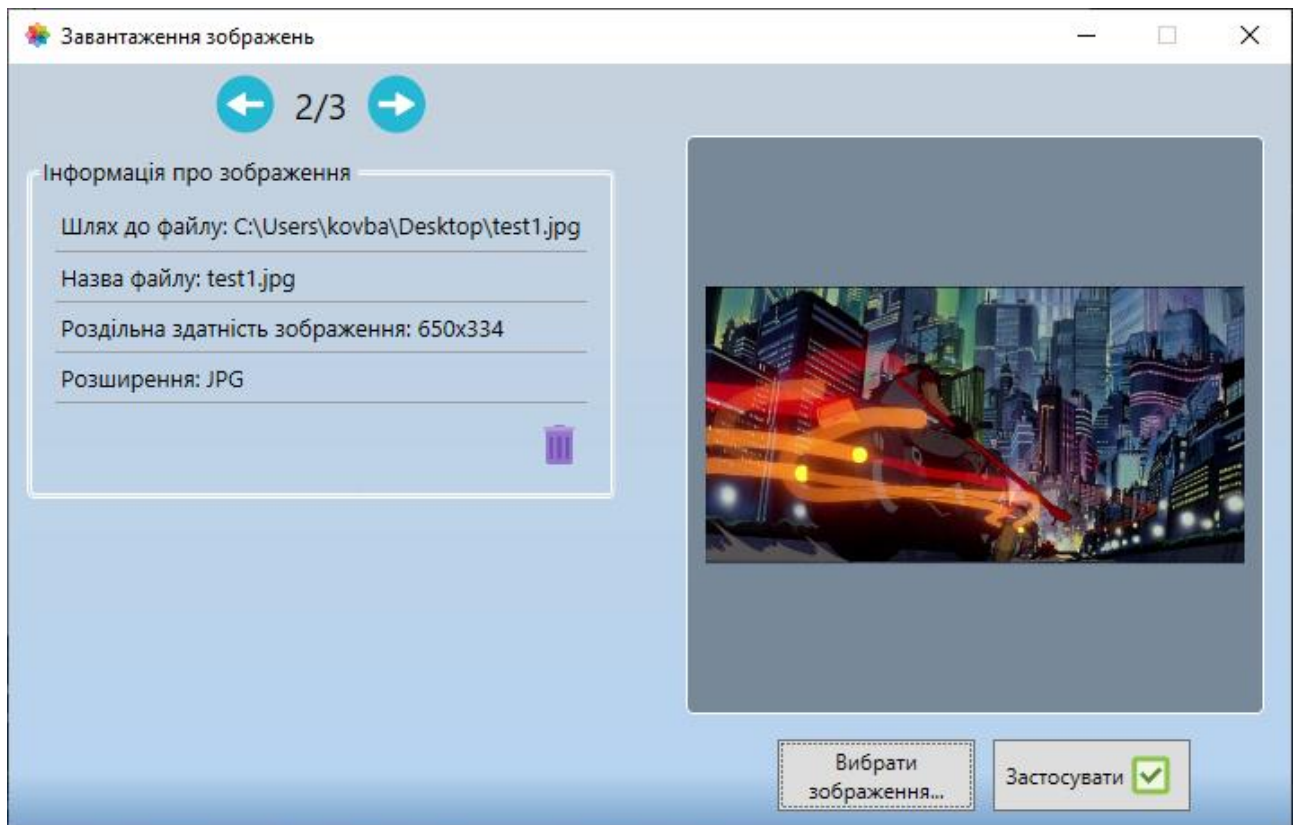 Завантаження зображень
2/3
Інформація про зображення
Шлях до файлу: C:\Users\kovba\Desktop\test1.jpg
Назва файлу: test1.jpg
Роздільна здатність зображення: 650x334
Розширення: JPG
Вибрати
зображення...
Застосувати